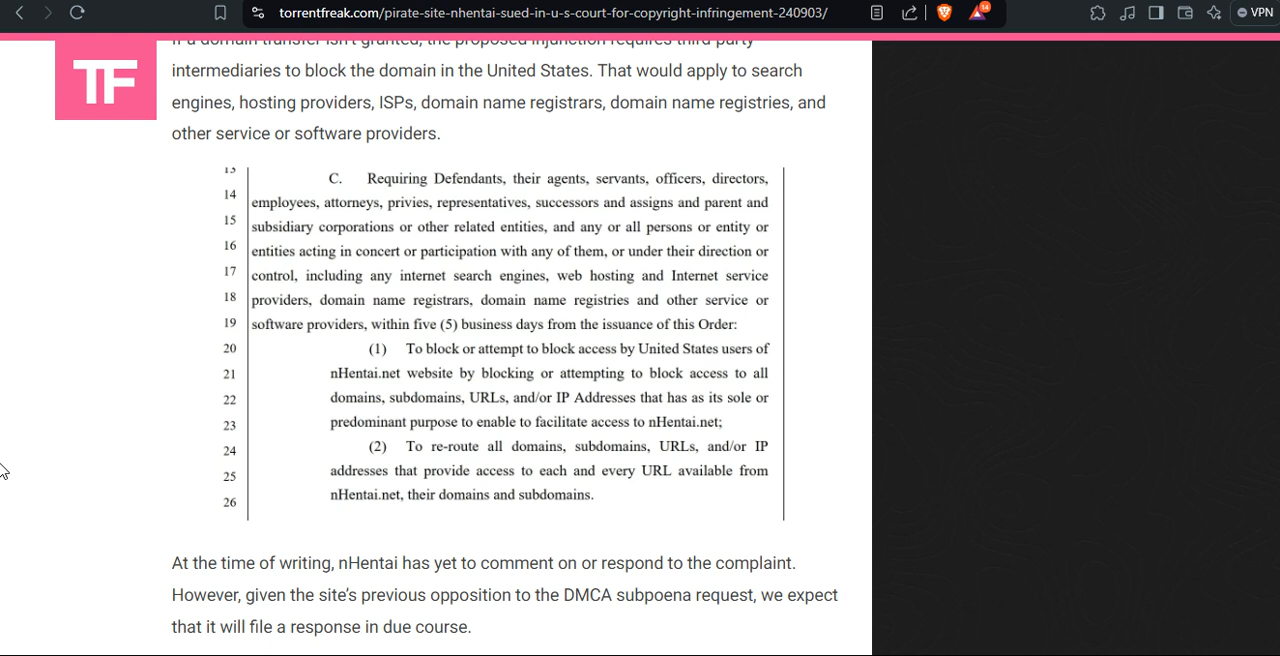 torrentfreak.com/pirate-site-nhentai-sued-in-u-s-court-for-copyright-infringement-240903/
14
VPN
If a domain transfer isn't granted, the proposed injunction requires third-party
TF
intermediaries to block the domain in the United States. That would apply to search
engines, hosting providers, ISPs, domain name registrars, domain name registries, and
other service or software providers.
13 C. Requiring Defendants, their agents, servants, officers, directors,
14 employees, attorneys, privies, representatives, successors and assigns and parent and
15 subsidiary corporations or other related entities, and any or all persons or entity or
16 entities acting in concert or participation with any of them, or under their direction or
17 control, including any internet search engines, web hosting and Internet service
18 providers, domain name registrars, domain name registries and other service or
19 software providers, within five (5) business days from the issuance of this Order:
20 (1) To block or attempt to block access by United States users of
21 nHentai.net website by blocking or attempting to block access to all
22 domains, subdomains, URLs, and/or IP Addresses that has as its sole or
23 predominant purpose to enable to facilitate access to nHentai.net;
24 (2) To re-route all domains, subdomains, URLs, and/or IP
25 addresses that provide access to each and every URL available from
26 nHentai.net, their domains and subdomains.
At the time of writing, nHentai has yet to comment on or respond to the complaint.
However, given the site's previous opposition to the DMCA subpoena request, we expect
that it will file a response in due course.